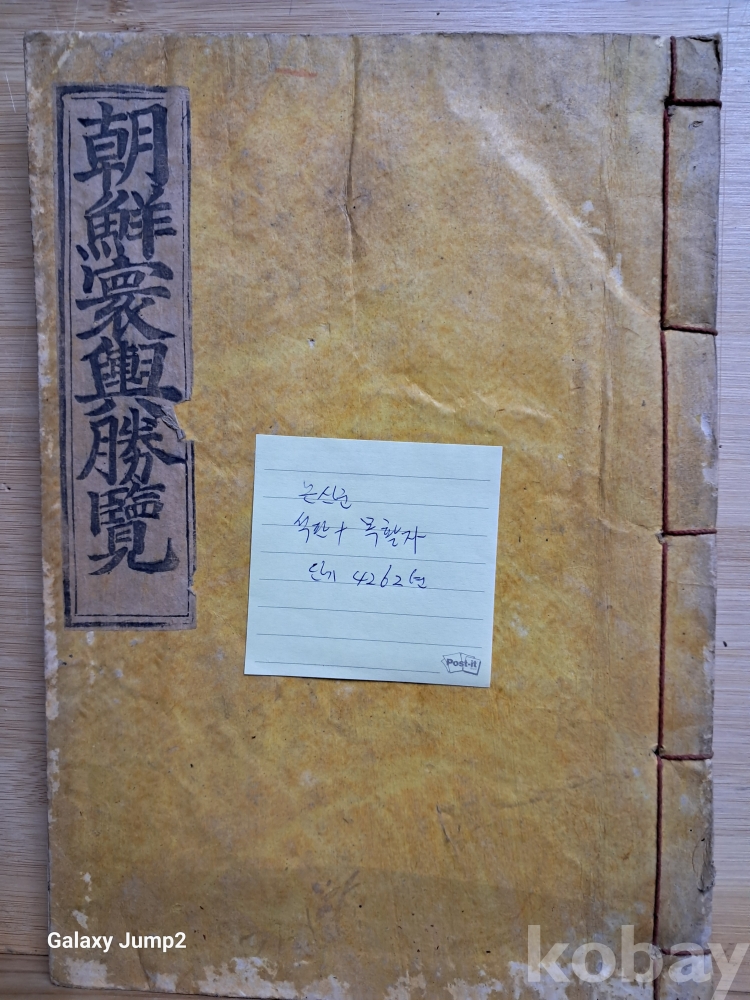 朝鮮寰輿勝覽
논산군
석판+목활자
단기 4262년
Post-it
Galaxy Jump2
kobay